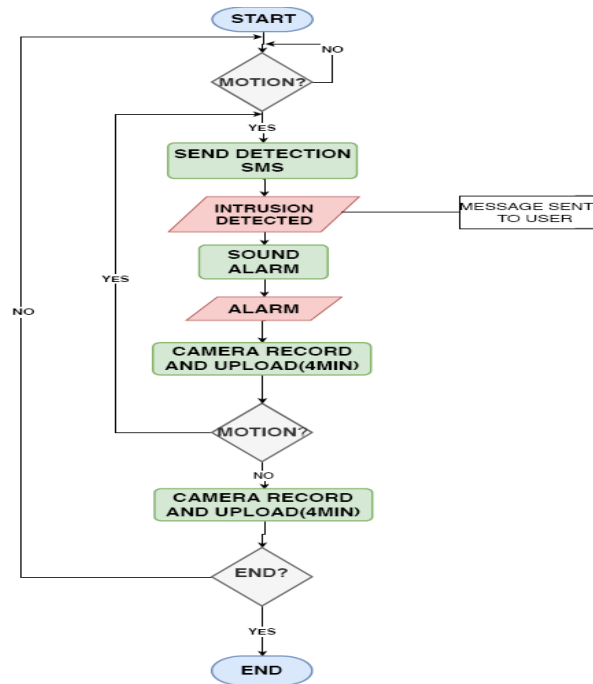 START
NO
MOTION?
YES
SEND DETECTION
SMS
INTRUSION
DETECTED
MESSAGE SENT
TO USER
SOUND
ALARM
YES
NO
ALARM
CAMERA RECORD
AND UPLOAD(4MIN)
MOTION?
NO
CAMERA RECORD
AND UPLOAD(4MIN)
END?
YES
END